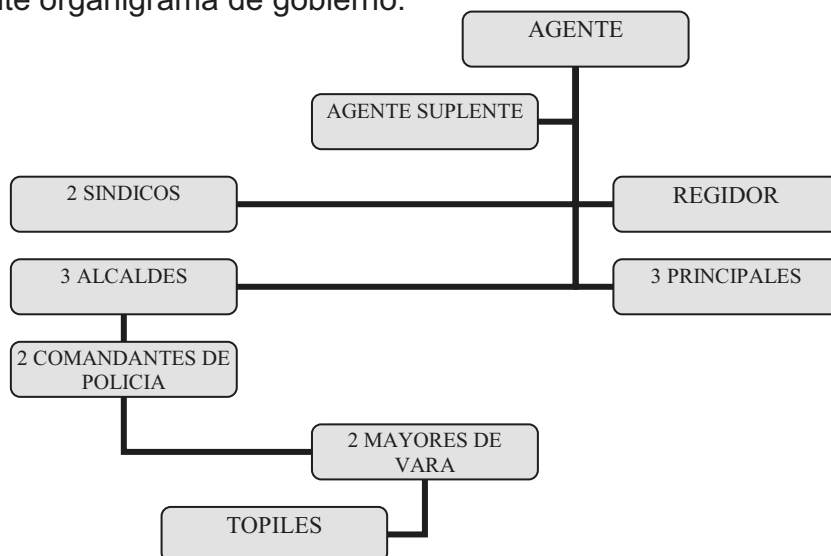 organigrama de gobierno.
AGENTE
AGENTE SUPLENTE
2 SINDICOS
REGIDOR
3 ALCALDES
3 PRINCIPALES
2 COMANDANTES DE
POLICIA
2 MAYORES DE
VARA
TOPILES